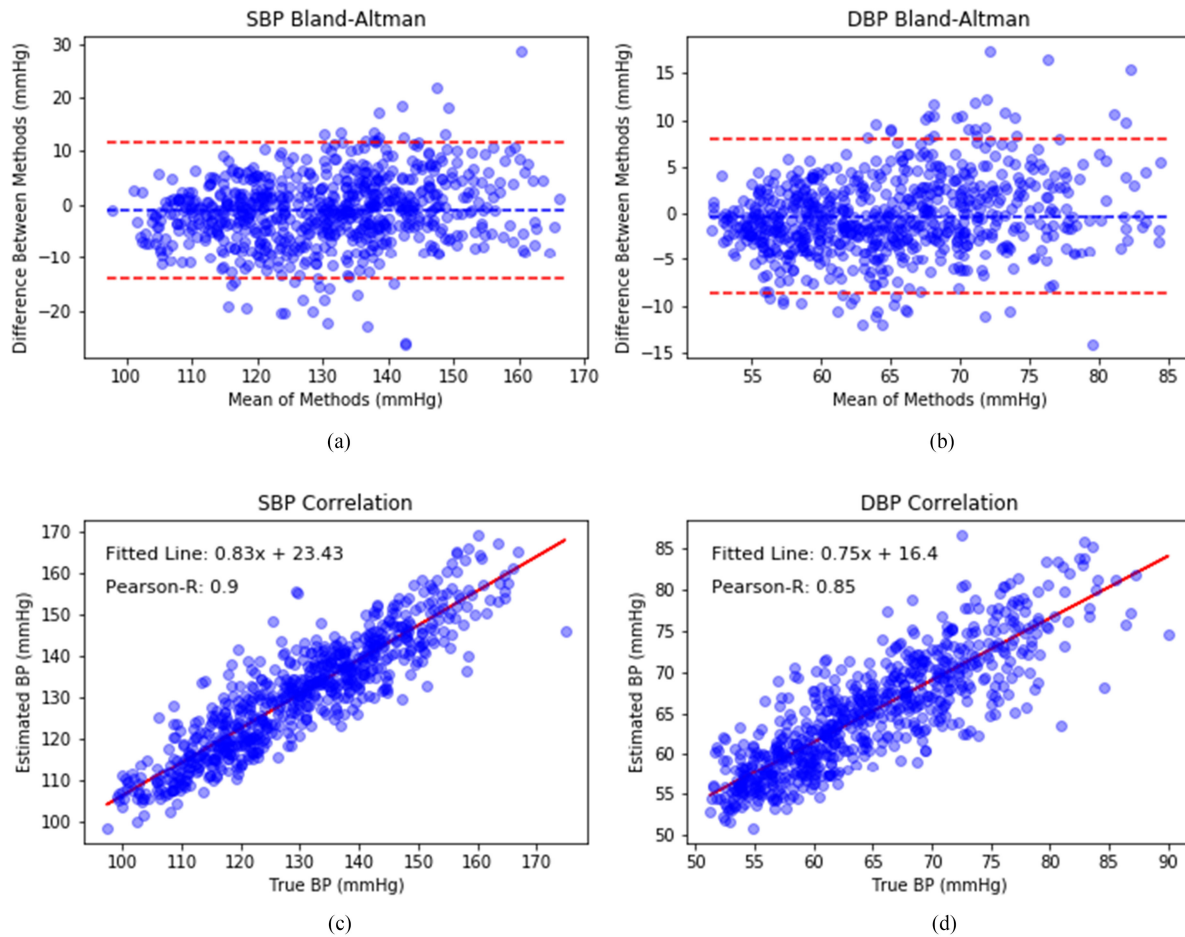 SBP Bland-Altman
Difference Between Methods (mmHg)
30
20
10
0
−10
−20
100 110 120 130 140 150 160 170
Mean of Methods (mmHg)
(a)
DBP Bland-Altman
Difference Between Methods (mmHg)
15
10
5
0
−5
−10
−15
55 60 65 70 75 80 85
Mean of Methods (mmHg)
(b)
SBP Correlation
Fitted Line: 0.83x + 23.43
Pearson-R: 0.9
Estimated BP (mmHg)
170
160
150
140
130
120
110
100
100 110 120 130 140 150 160 170
True BP (mmHg)
(c)
DBP Correlation
Fitted Line: 0.75x + 16.4
Pearson-R: 0.85
Estimated BP (mmHg)
85
80
75
70
65
60
55
50
50 55 60 65 70 75 80 85 90
True BP (mmHg)
(d)